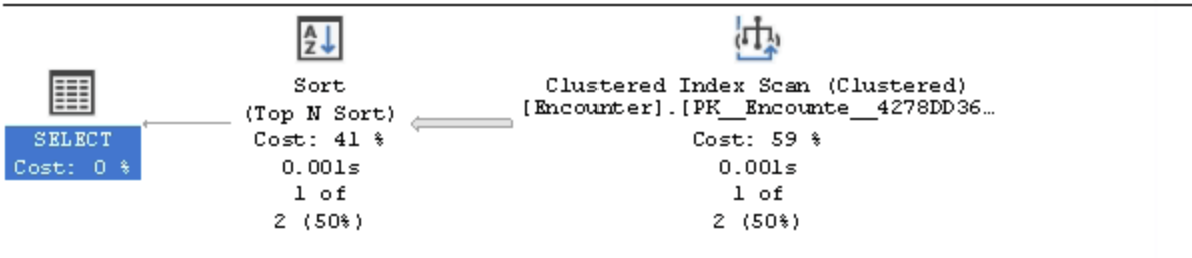 SELECT
Cost: 0 %
Sort
(Top N Sort)
Cost: 41 %
0.001s
1 of
2 (50%)
Clustered Index Scan (Clustered)
[Encounter].[PK__Encounte__4278DD36…
Cost: 59 %
0.001s
1 of
2 (50%)